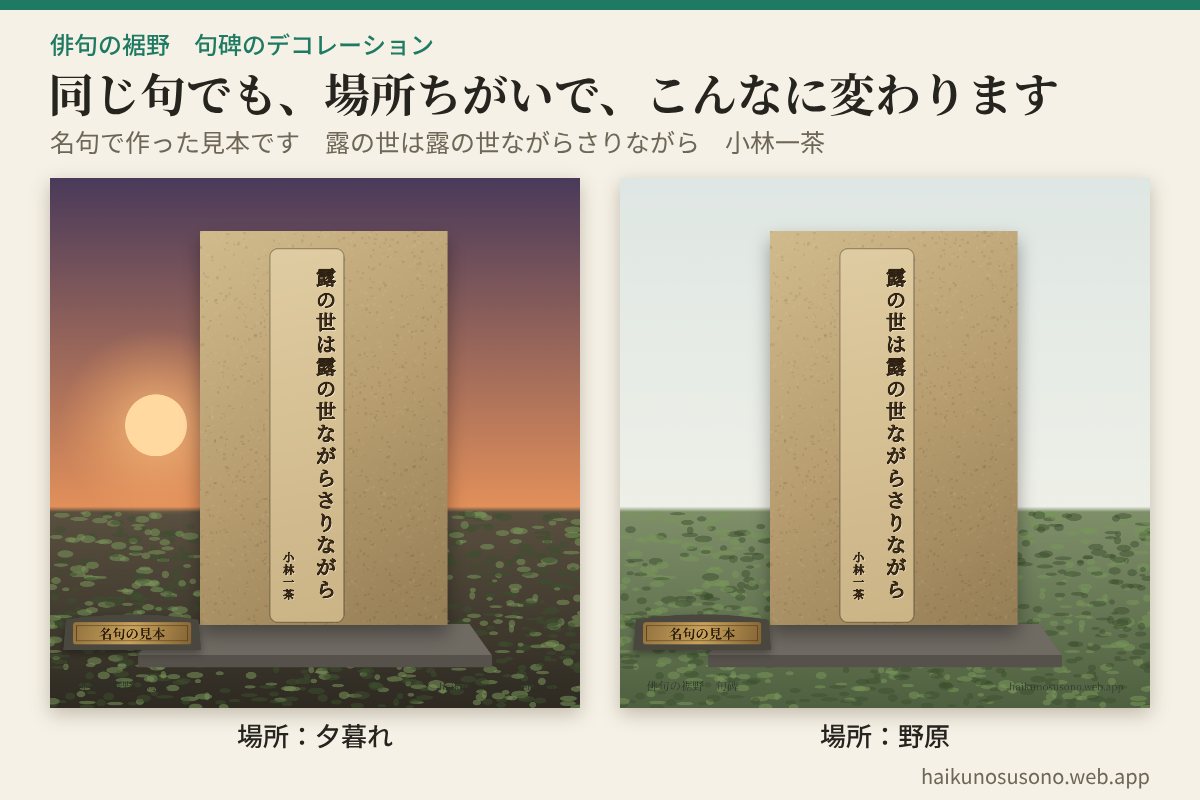 俳句の裾野　句碑のデコレーション
同じ句でも、場所ちがいで、こんなに変わります
名句で作った見本です　露の世は露の世ながらさりながら　小林一茶
露の世は露の世ながらさりながら
小林一茶
名句の見本
場所：夕暮れ
露の世は露の世ながらさりながら
小林一茶
名句の見本
俳句の裾野　句碑
haikunosusono.web.app
場所：野原
haikunosusono.web.app